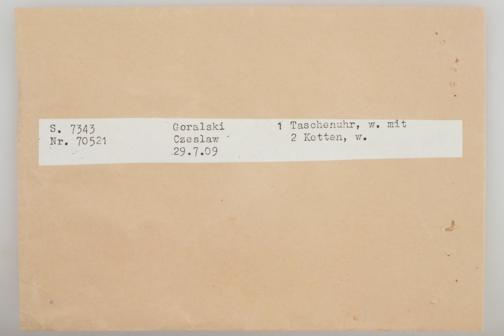 S. 7343 Goralski 1 Taschenuhr, w. mit
Nr. 70521 Czeslaw 2 Ketten, w.
29.7.09